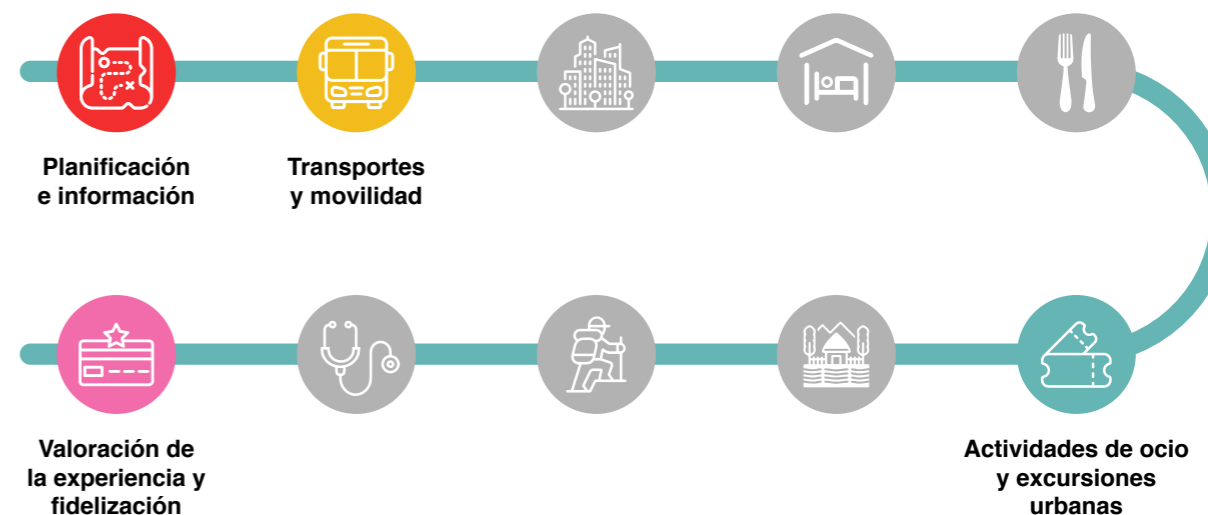 Planificación
e información
Transportes
y movilidad
Valoración de
la experiencia y
fidelización
Actividades de ocio
y excursiones
urbanas